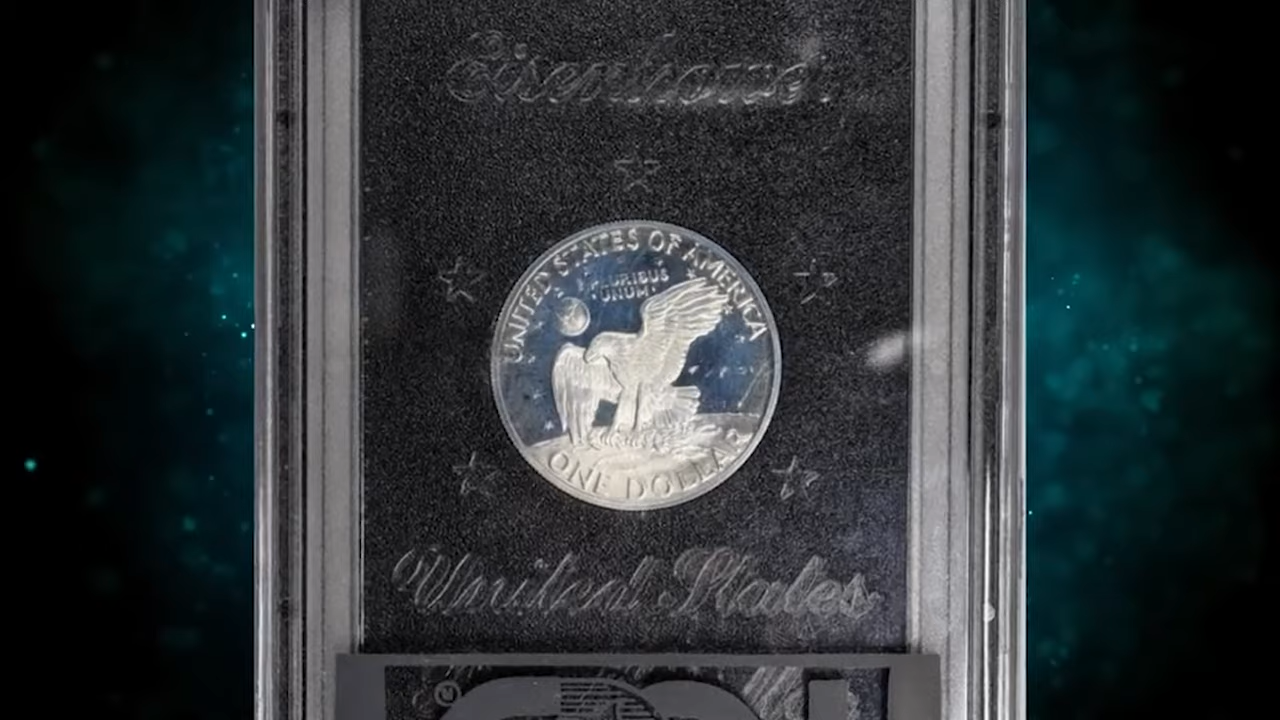 Eisenhower
UNITED STATES OF AMERICA
E PLURIBUS
UNUM
ONE DOLLAR
United States